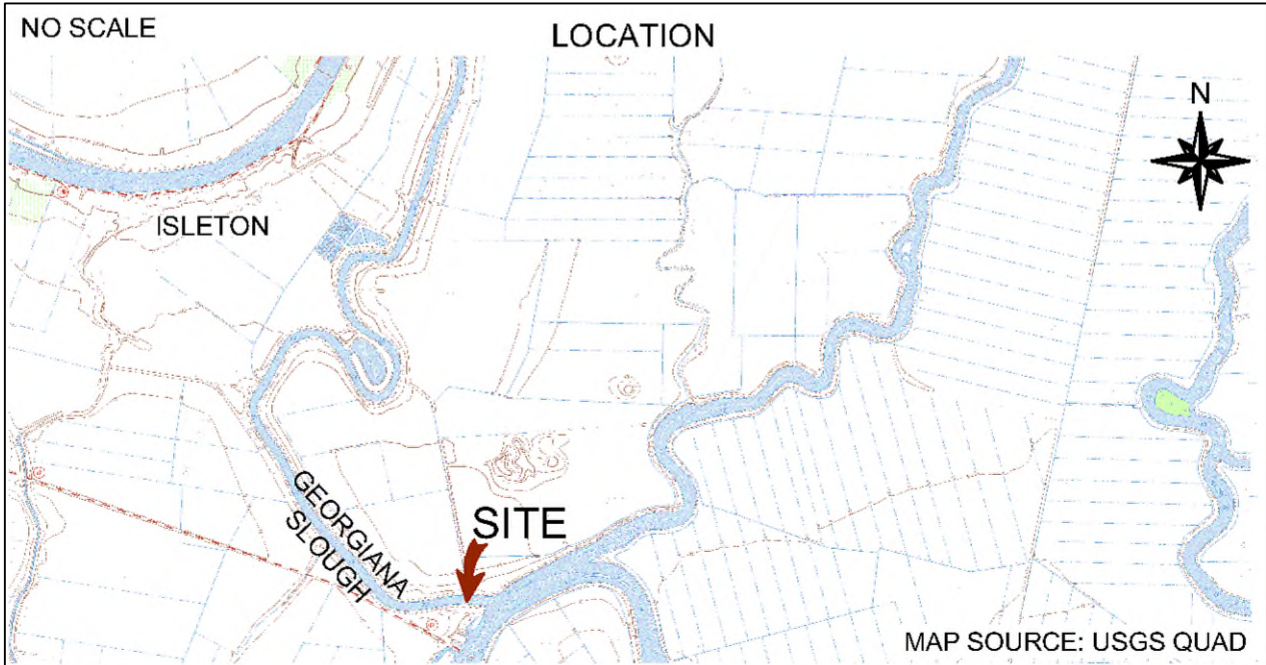 NO SCALE
LOCATION
N
ISLETON
GEORGIANA
SLOUGH
SITE
MAP SOURCE: USGS QUAD